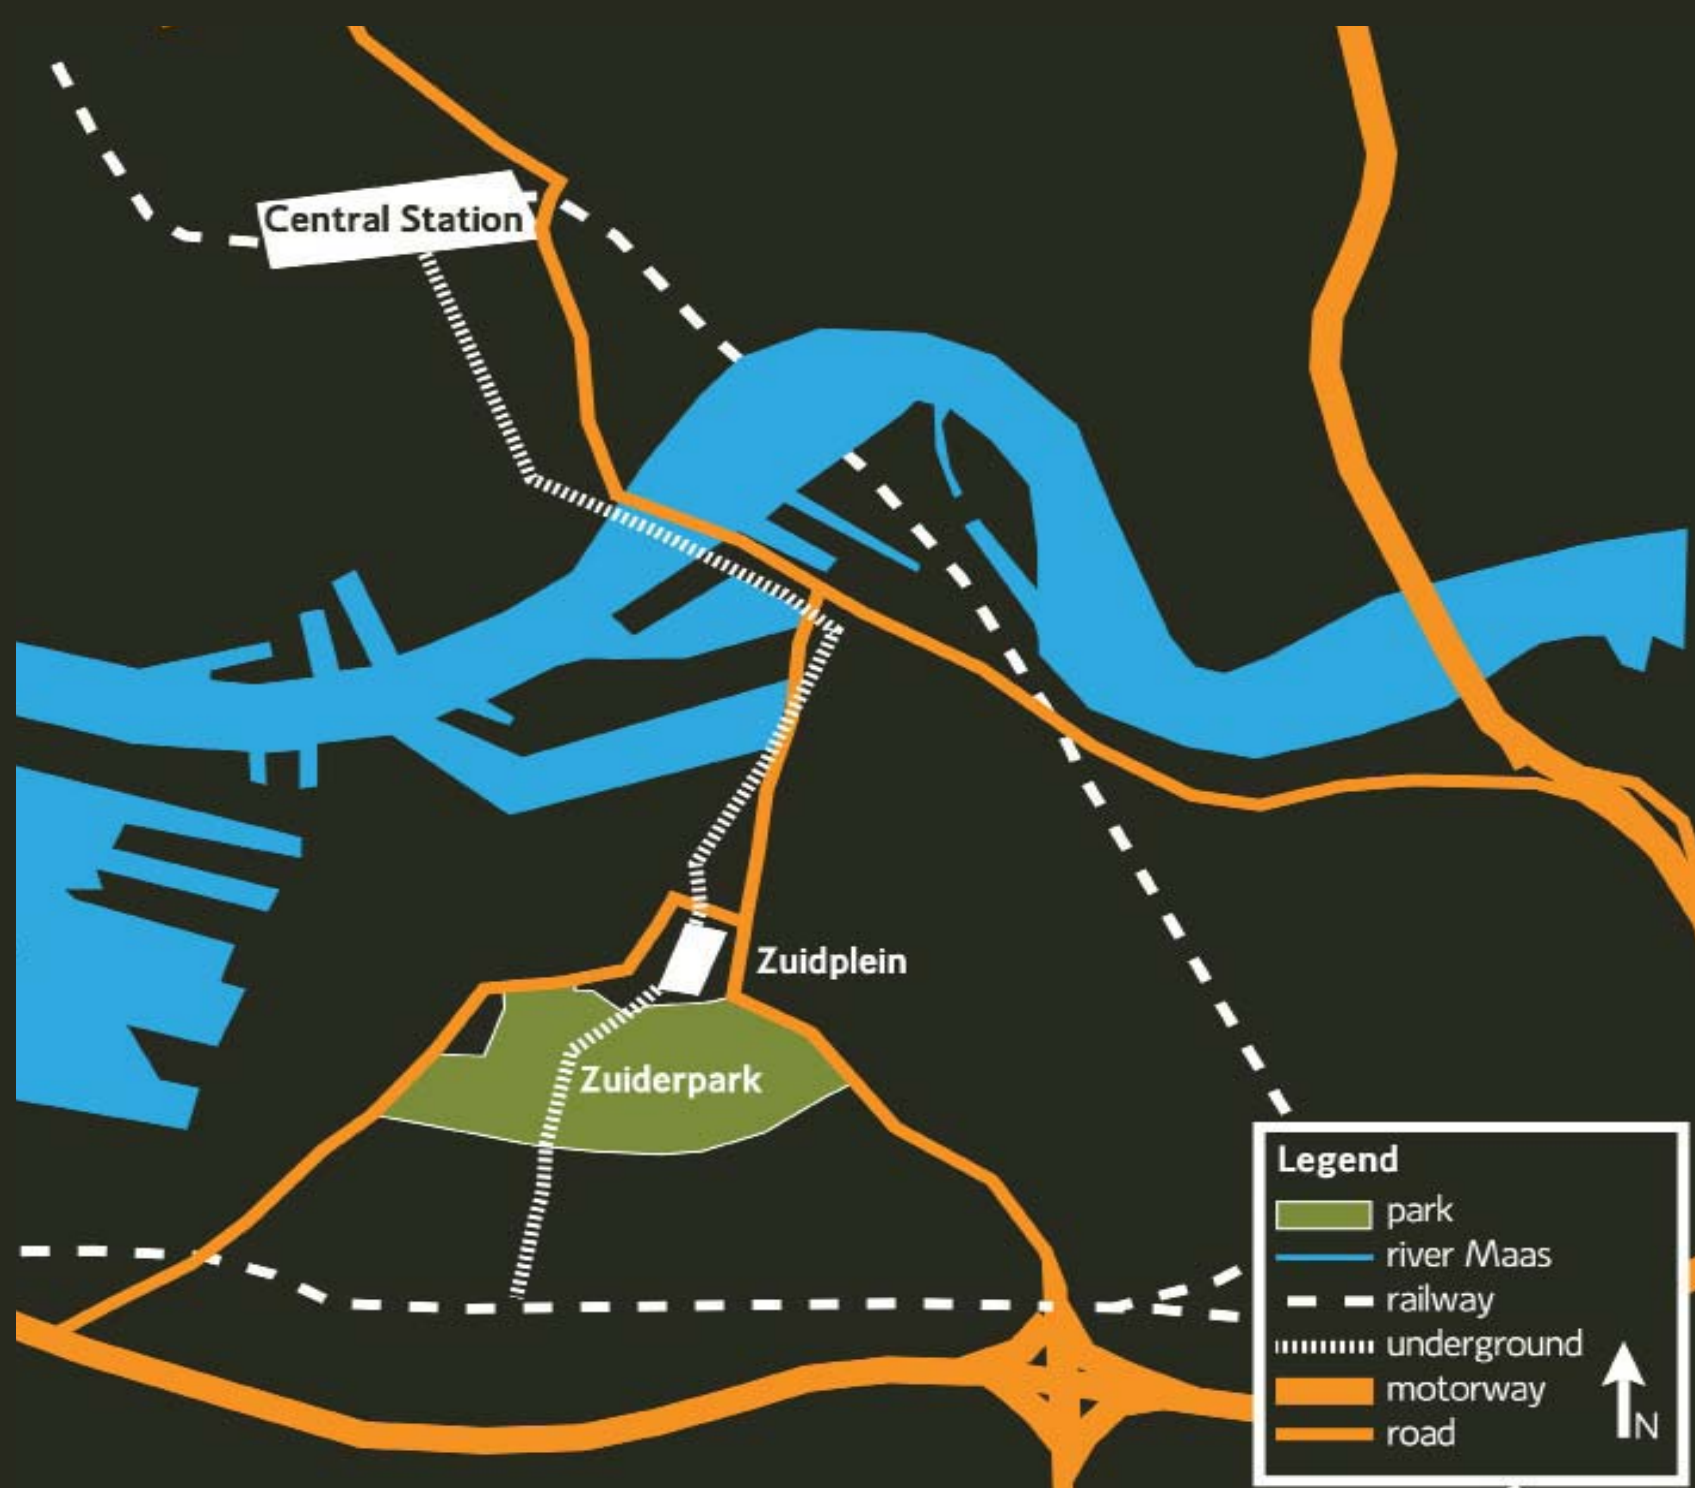 Central Station
Zuidplein
Zuiderpark
Legend
park
river Maas
railway
underground
motorway
road
N